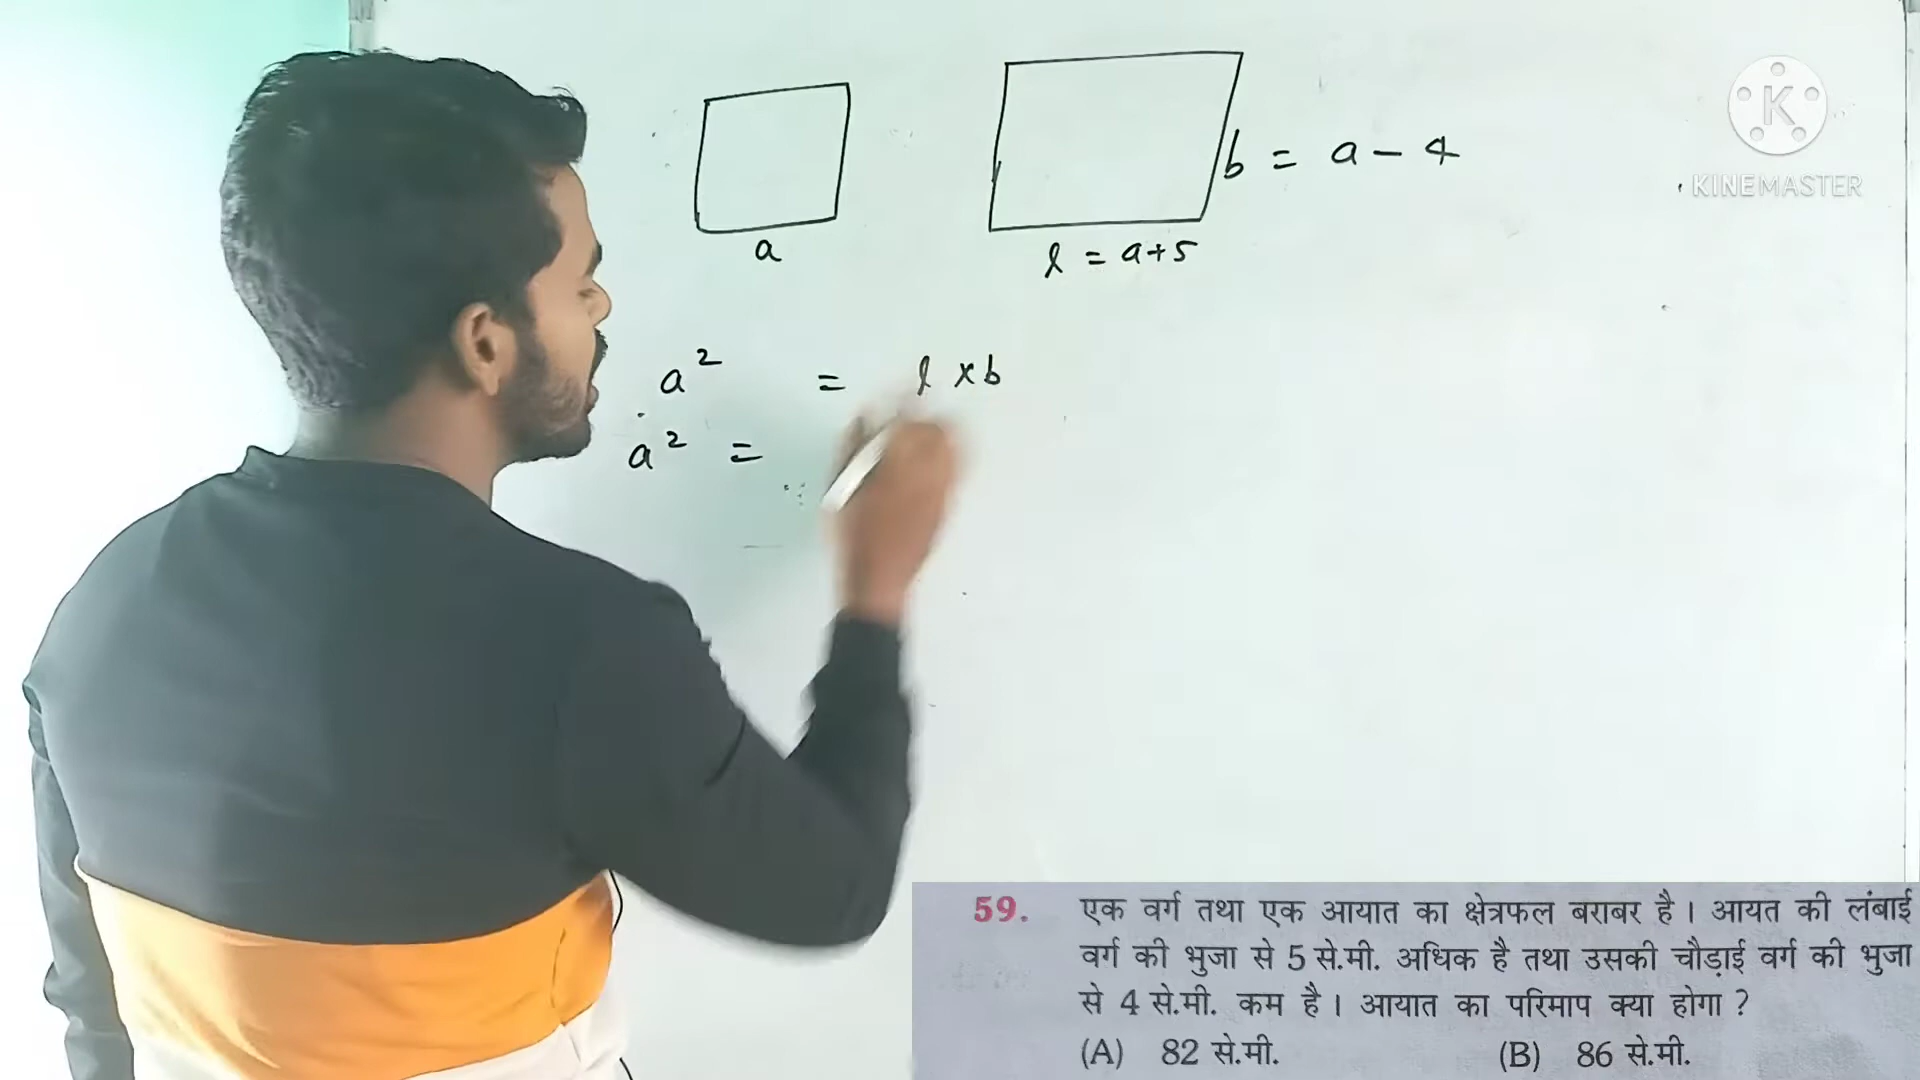 b = a - 4
KINEMASTER
a
l = a+5
a² = l × b
a² =
59. एक वर्ग तथा एक आयात का क्षेत्रफल बराबर है। आयत की लंबाई
वर्ग की भुजा से 5 से.मी. अधिक है तथा उसकी चौड़ाई वर्ग की भुजा
से 4 से.मी. कम है। आयात का परिमाप क्या होगा ?
(A) 82 से.मी. (B) 86 से.मी.